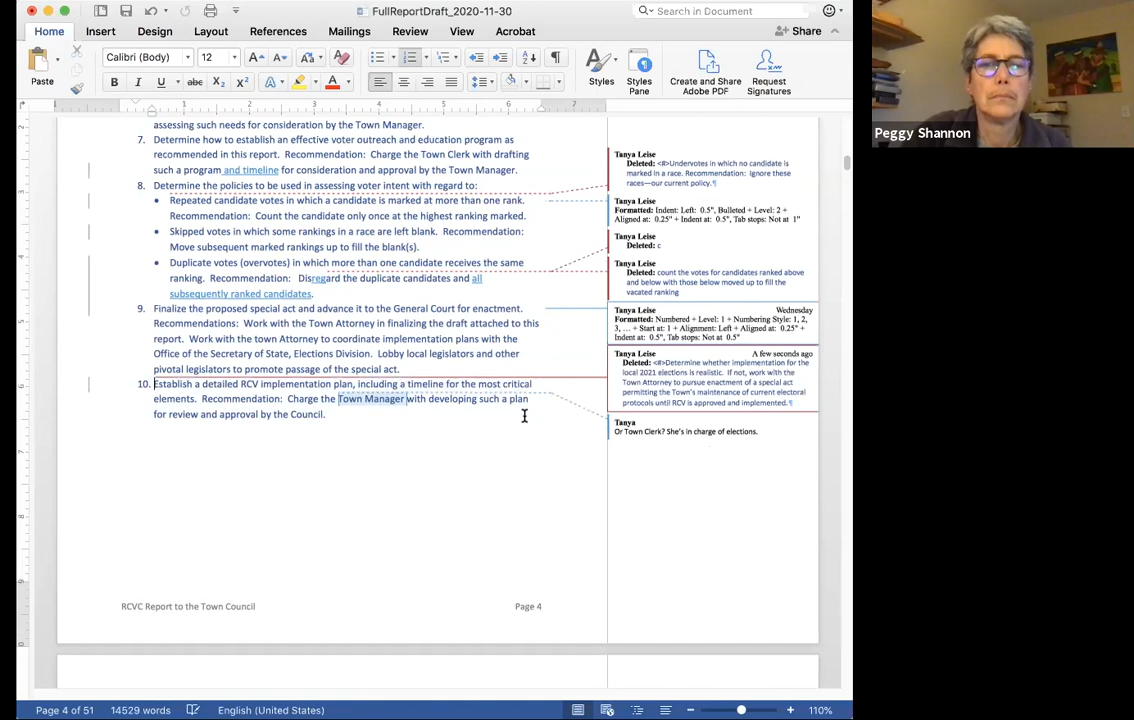 FullReportDraft_2020-11-30
Search in Document
Home Insert Design Layout References Mailings Review View Acrobat
Share
Paste
Calibri (Body) 12
A A Aa A
B I U abc X₂ X² A A
Styles
Styles Pane
Create and Share Adobe PDF
Request Signatures
1 1 2 3 4 5 6 7
assessing such needs for consideration by the Town Manager.
7. Determine how to establish an effective voter outreach and education program as
recommended in this report. Recommendation: Charge the Town Clerk with drafting
such a program and timeline for consideration and approval by the Town Manager.
8. Determine the policies to be used in assessing voter intent with regard to:
• Repeated candidate votes in which a candidate is marked at more than one rank.
Recommendation: Count the candidate only once at the highest ranking marked.
• Skipped votes in which some rankings in a race are left blank. Recommendation:
Move subsequent marked rankings up to fill the blank(s).
• Duplicate votes (overvotes) in which more than one candidate receives the same
ranking. Recommendation: Disregard the duplicate candidates and all
subsequently ranked candidates.
9. Finalize the proposed special act and advance it to the General Court for enactment.
Recommendations: Work with the Town Attorney in finalizing the draft attached to this
report. Work with the town Attorney to coordinate implementation plans with the
Office of the Secretary of State, Elections Division. Lobby local legislators and other
pivotal legislators to promote passage of the special act.
10. Establish a detailed RCV implementation plan, including a timeline for the most critical
elements. Recommendation: Charge the Town Manager with developing such a plan
for review and approval by the Council.
RCVC Report to the Town Council Page 4
Tanya Leise
Deleted: <#>Undervotes in which no candidate is
marked in a race. Recommendation: Ignore these
races—our current policy.¶
Tanya Leise
Formatted: Indent: Left: 0.5", Bulleted + Level: 2 +
Aligned at: 0.25" + Indent at: 0.5", Tab stops: Not at 1"
Tanya Leise
Deleted: c
Tanya Leise
Deleted: count the votes for candidates ranked above
and below with those below moved up to fill the
vacated ranking
Tanya Leise Wednesday
Formatted: Numbered + Level: 1 + Numbering Style: 1, 2,
3, … + Start at: 1 + Alignment: Left + Aligned at: 0.25" +
Indent at: 0.5", Tab stops: Not at 0.5"
Tanya Leise A few seconds ago
Deleted: <#>Determine whether implementation for the
local 2021 elections is realistic. If not, work with the
Town Attorney to pursue enactment of a special act
permitting the Town's maintenance of current electoral
protocols until RCV is approved and implemented.¶
Tanya
Or Town Clerk? She's in charge of elections.
Peggy Shannon
Page 4 of 51 14529 words English (United States) 110%